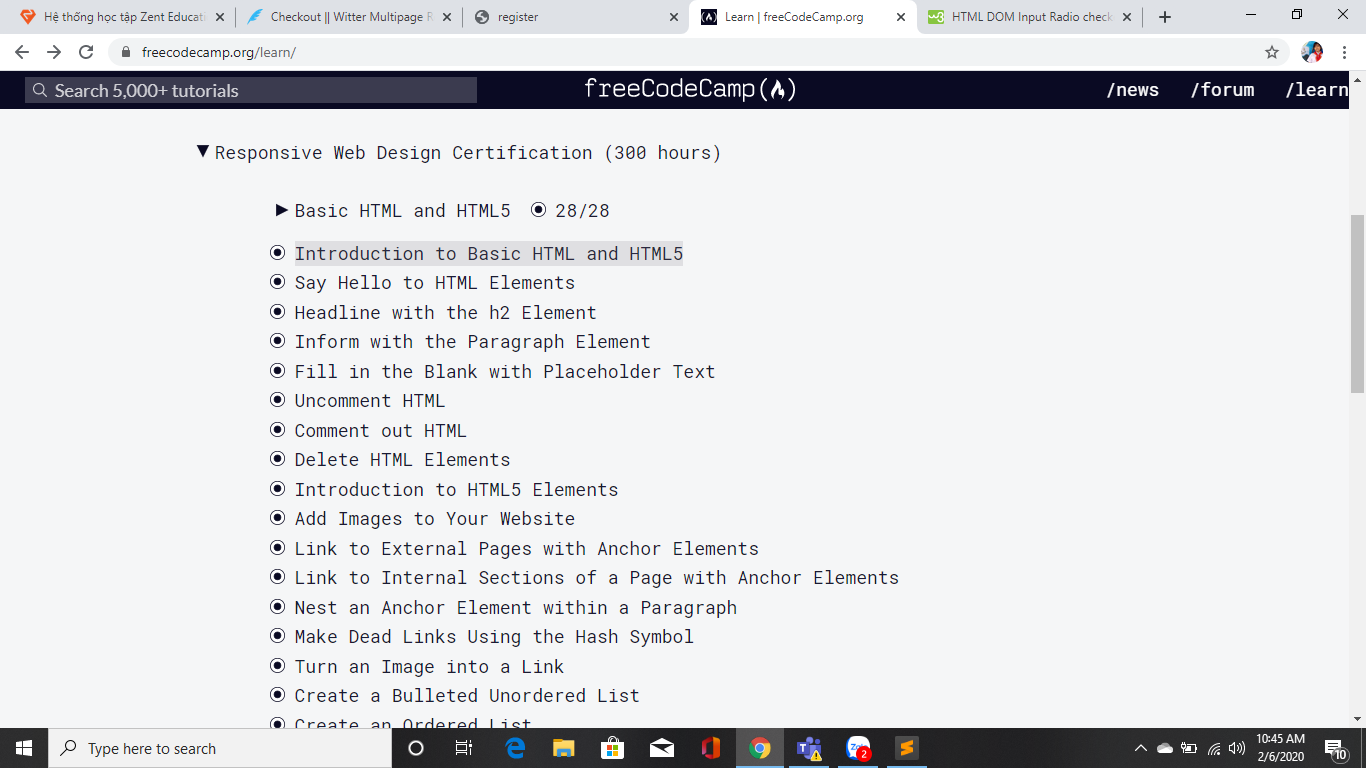 Hệ thống học tập Zent Educati
Checkout || Witter Multipage R
register
Learn | freeCodeCamp.org
HTML DOM Input Radio check
freecodecamp.org/learn/
Search 5,000+ tutorials
freeCodeCamp
/news
/forum
/learn
Responsive Web Design Certification (300 hours)
Basic HTML and HTML5 28/28
Introduction to Basic HTML and HTML5
Say Hello to HTML Elements
Headline with the h2 Element
Inform with the Paragraph Element
Fill in the Blank with Placeholder Text
Uncomment HTML
Comment out HTML
Delete HTML Elements
Introduction to HTML5 Elements
Add Images to Your Website
Link to External Pages with Anchor Elements
Link to Internal Sections of a Page with Anchor Elements
Nest an Anchor Element within a Paragraph
Make Dead Links Using the Hash Symbol
Turn an Image into a Link
Create a Bulleted Unordered List
Create an Ordered List
Type here to search
2
10:45 AM
2/6/2020
10